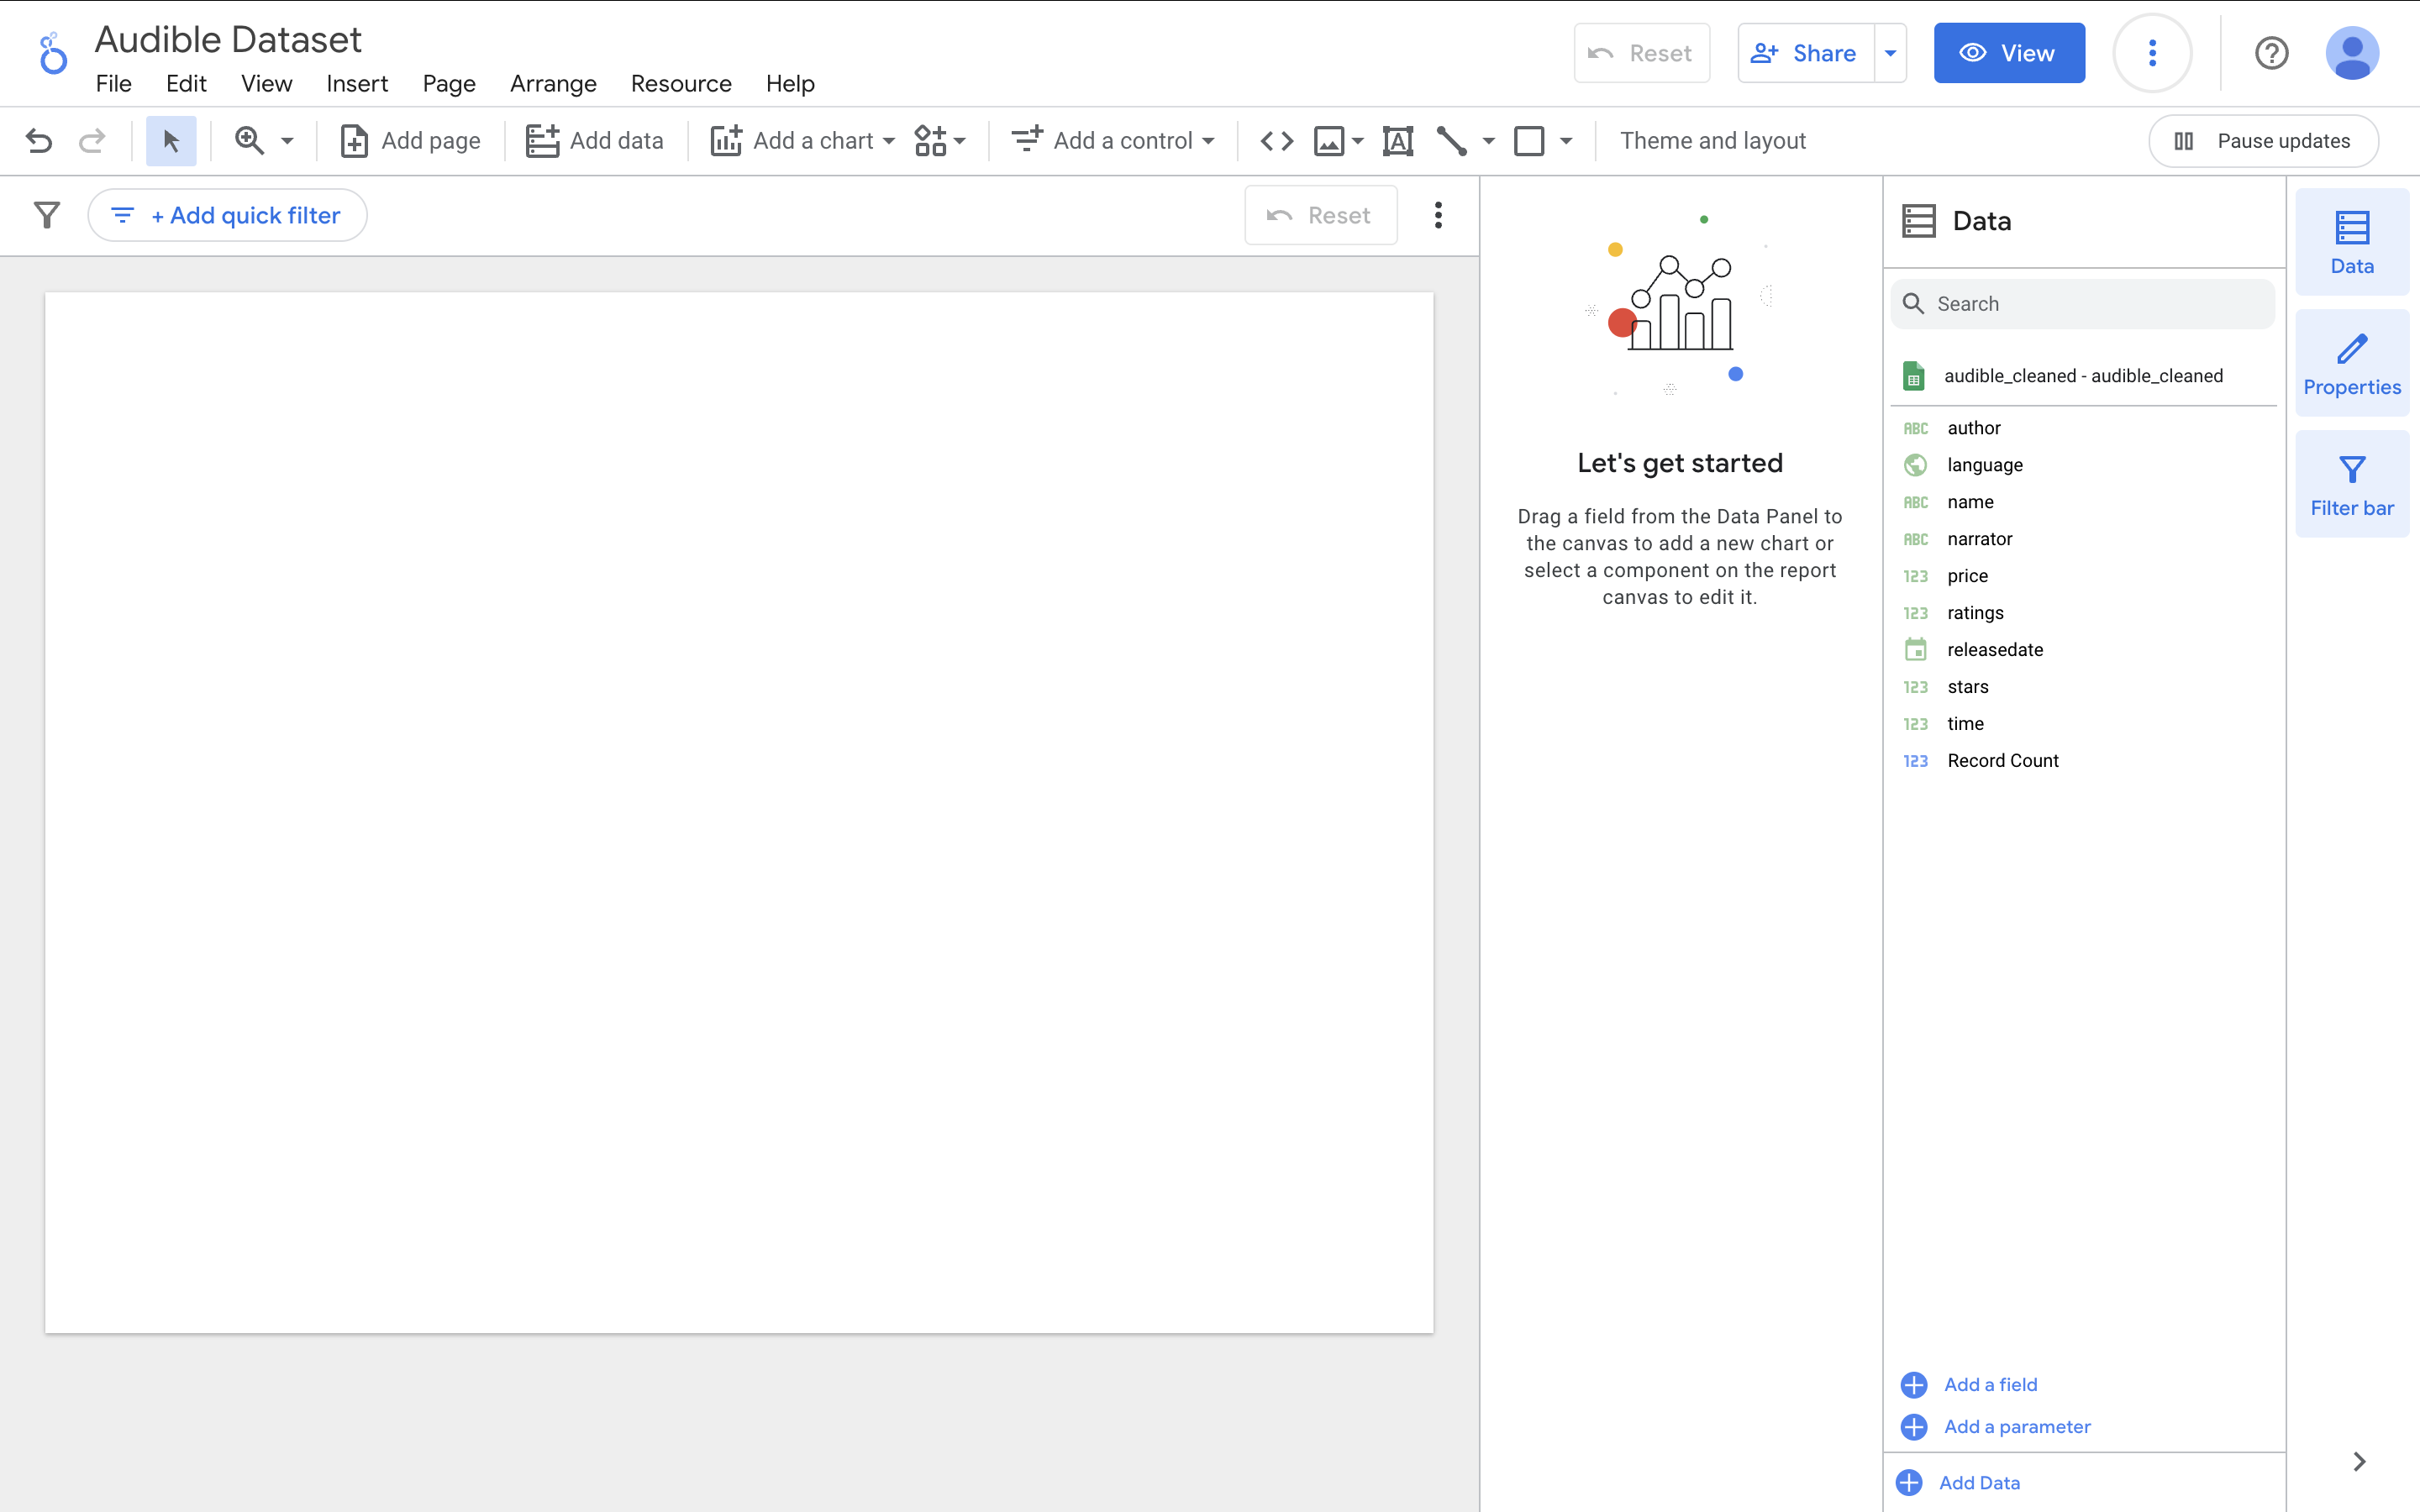 Audible Dataset
File Edit View Insert Page Arrange Resource Help
Reset Share View
Add page Add data Add a chart Add a control A Theme and layout Pause updates
+ Add quick filter Reset
Let's get started
Drag a field from the Data Panel to
the canvas to add a new chart or
select a component on the report
canvas to edit it.
Data
Search
audible_cleaned - audible_cleaned
ABC author
language
ABC name
ABC narrator
123 price
123 ratings
releasedate
123 stars
123 time
123 Record Count
Add a field
Add a parameter
Add Data
Data
Properties
Filter bar